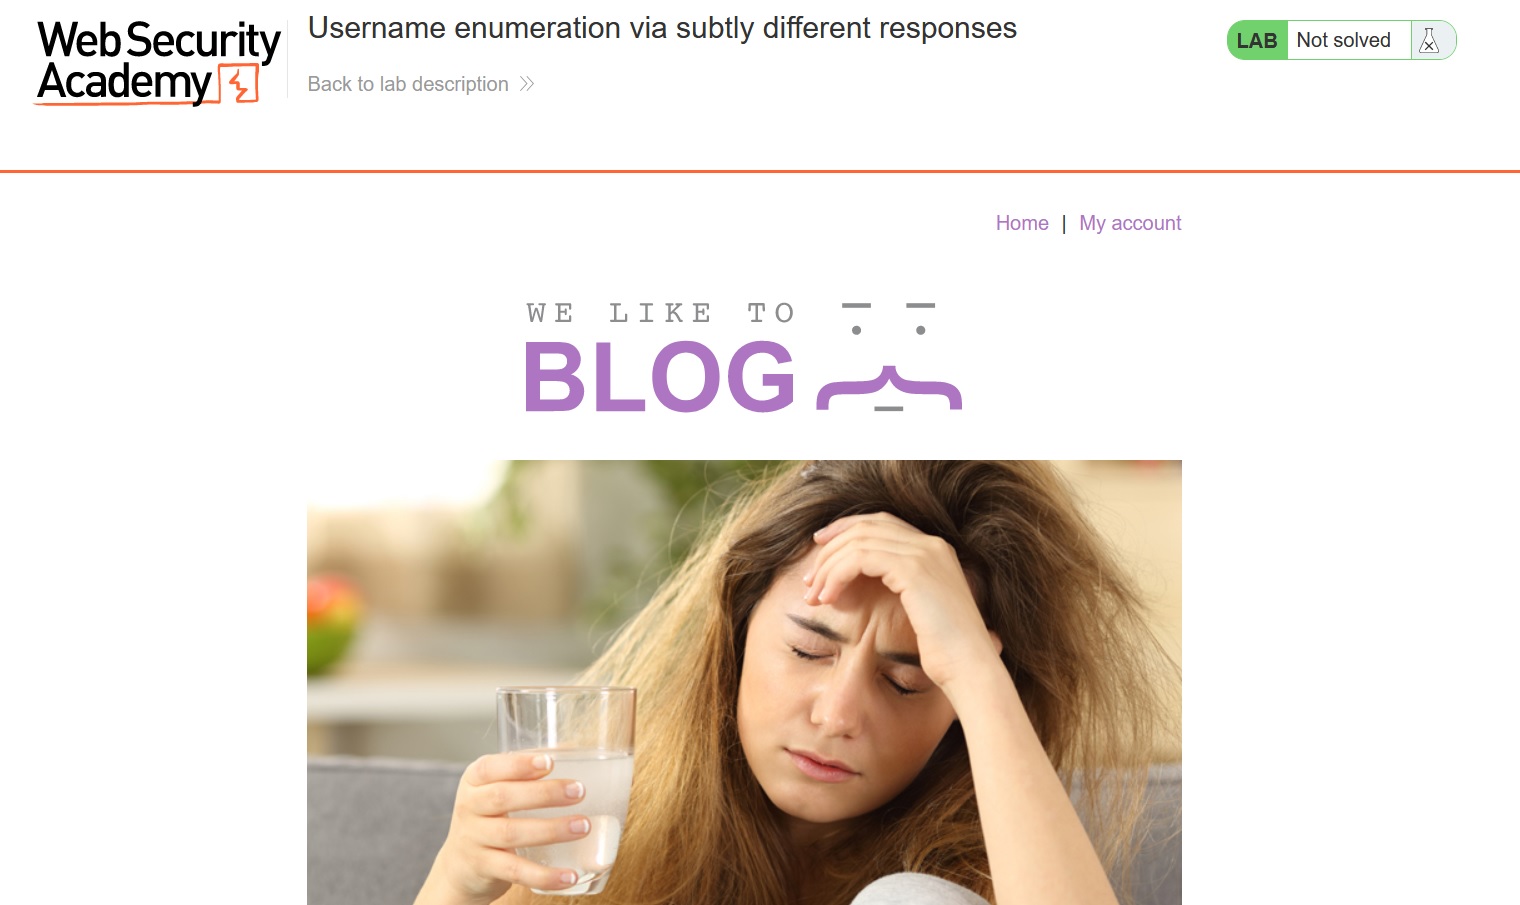 Web Security
Academy
Username enumeration via subtly different responses
Back to lab description
LAB Not solved
Home | My account
WE LIKE TO
BLOG